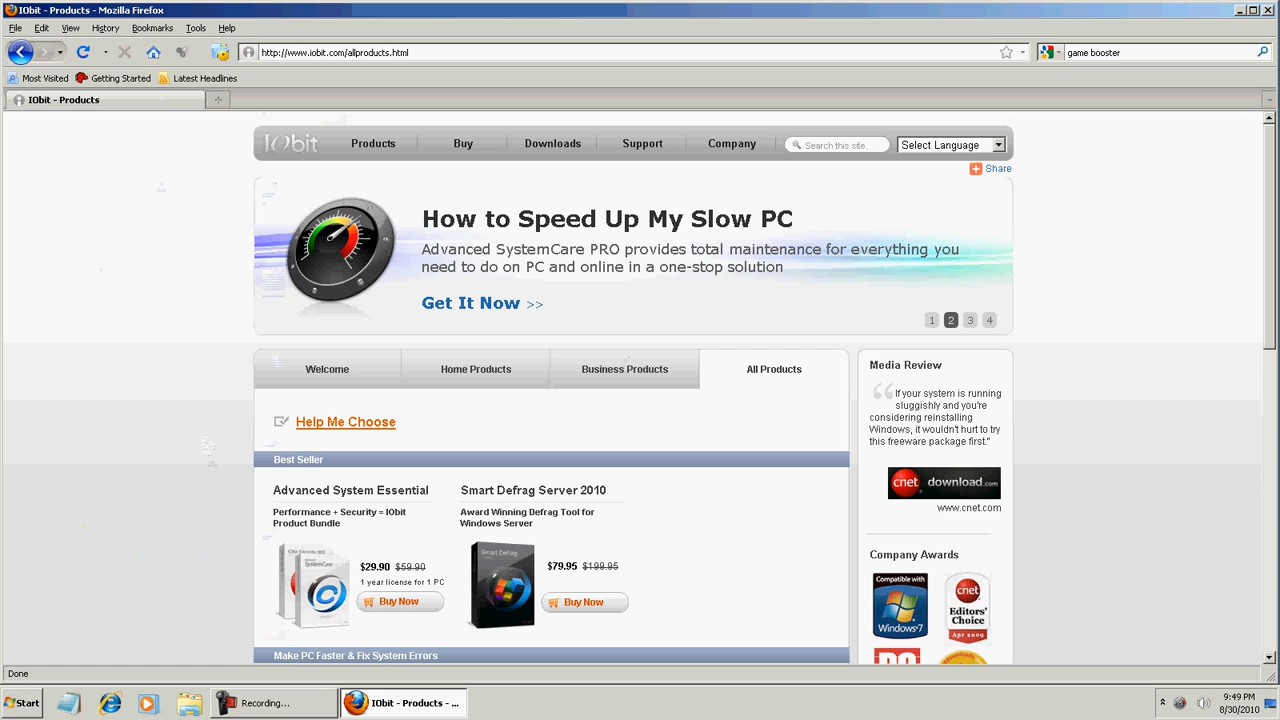 IObit - Products - Mozilla Firefox
File Edit View History Bookmarks Tools Help
http://www.iobit.com/allproducts.html
game booster
Most Visited Getting Started Latest Headlines
IObit - Products
IObit Products Buy Downloads Support Company Search this site. Select Language
Share
How to Speed Up My Slow PC
Advanced SystemCare PRO provides total maintenance for everything you
need to do on PC and online in a one-stop solution
Get It Now >>
1 2 3 4
Welcome Home Products Business Products All Products
Help Me Choose
Best Seller
Advanced System Essential
Performance + Security = IObit
Product Bundle
$29.90 $59.90
1 year license for 1 PC
Buy Now
Smart Defrag Server 2010
Award Winning Defrag Tool for
Windows Server
Smart Defrag
$79.95 $199.95
Buy Now
Make PC Faster & Fix System Errors
Media Review
If your system is running
sluggishly and you're
considering reinstalling
Windows, it wouldn't hurt to try
this freeware package first."
cnet download.com
www.cnet.com
Company Awards
Compatible with
Windows 7
cnet
Editors'
Choice
Apr 2009
Done
Start
Recording...
IObit - Products - ...
9:49 PM
8/30/2010